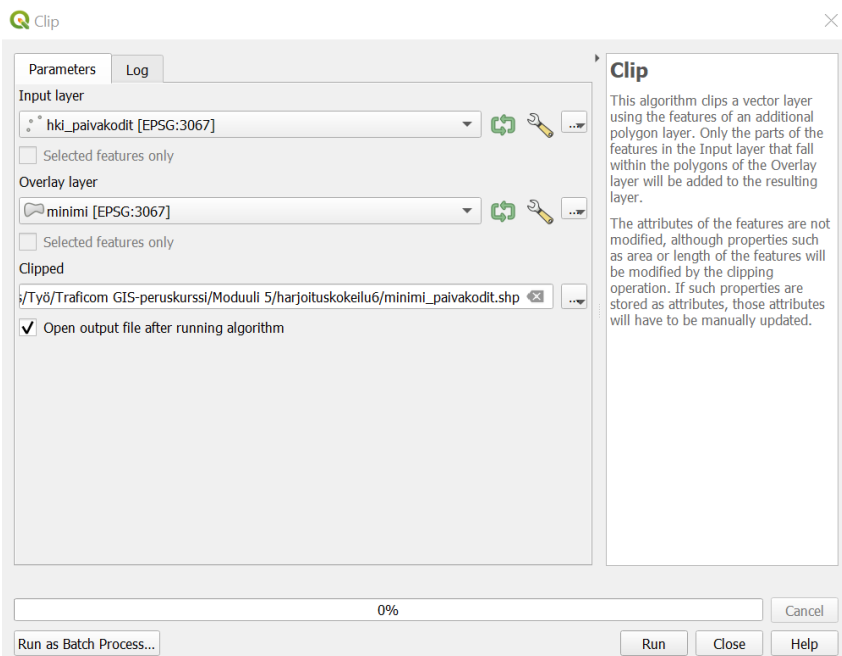 Clip
Parameters
Log
Input layer
hki_paivakodit [EPSG:3067]
...
Selected features only
Overlay layer
minimi [EPSG:3067]
...
Selected features only
Clipped
;/Työ/Traficom GIS-peruskurssi/Moduuli 5/harjoituskokeilu6/minimi_paivakodit.shp
...
Open output file after running algorithm
Clip
This algorithm clips a vector layer
using the features of an additional
polygon layer. Only the parts of the
features in the Input layer that fall
within the polygons of the Overlay
layer will be added to the resulting
layer.
The attributes of the features are not
modified, although properties such
as area or length of the features will
be modified by the clipping
operation. If such properties are
stored as attributes, those attributes
will have to be manually updated.
0%
Cancel
Run as Batch Process...
Run
Close
Help